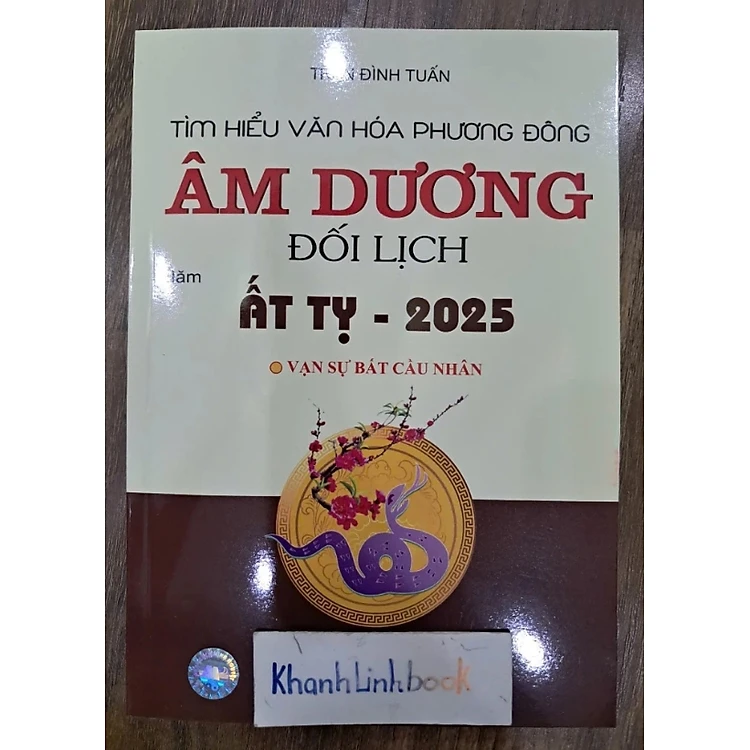 ĐÌNH TUẤN
TÌM HIỂU VĂN HÓA PHƯƠNG ĐÔNG
ÂM DƯƠNG
ĐỐI LỊCH
ẤT TỴ - 2025
VẠN SỰ BẤT CẦU NHÂN
KhanhLinhbook